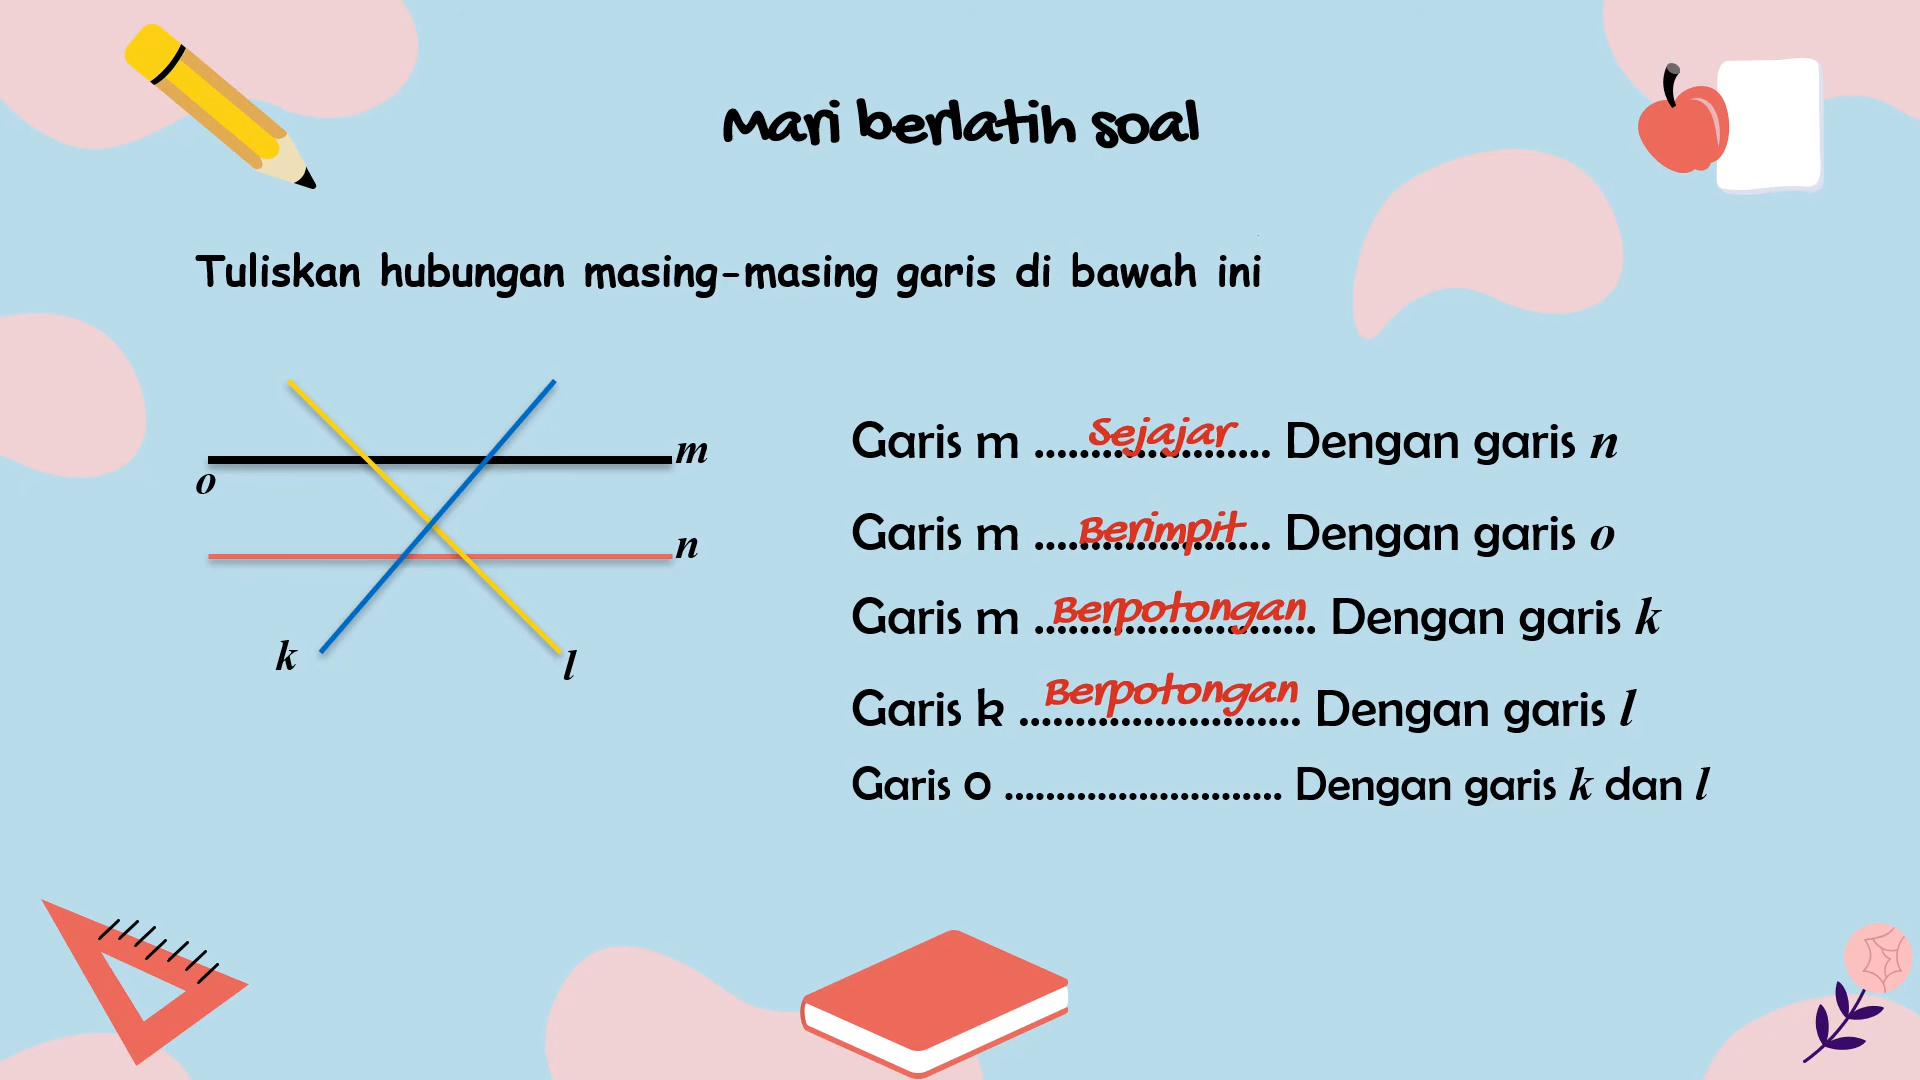 Mari berlatih soal
Tuliskan hubungan masing-masing garis di bawah ini
m
o
n
k
l
Garis m .....Sejajar..... Dengan garis n
Garis m .....Berimpit..... Dengan garis o
Garis m .....Berpotongan..... Dengan garis k
Garis k .....Berpotongan..... Dengan garis l
Garis o ........................... Dengan garis k dan l